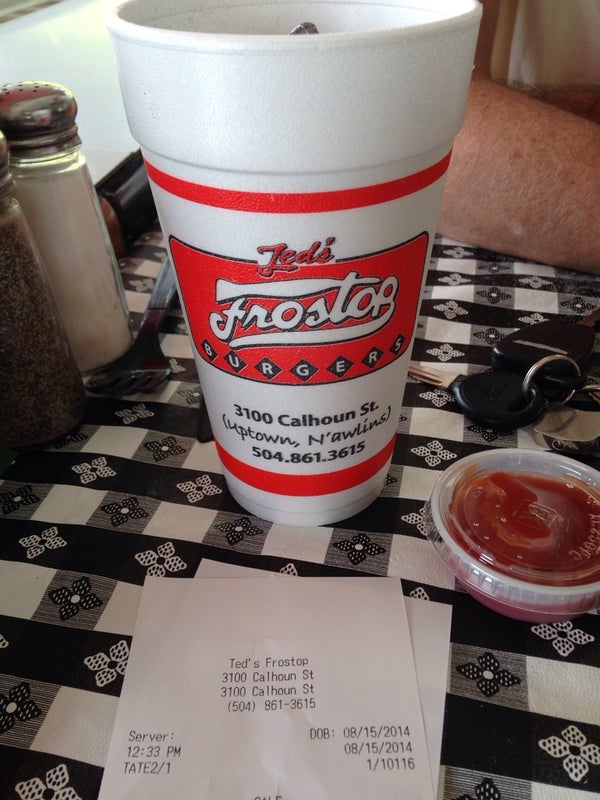 Ted's
Frostop
BURGERS
3100 Calhoun St.
(Uptown, N'awlins)
504.861.3615
Ted's Frostop
3100 Calhoun St
3100 Calhoun St
(504) 861-3615
Server: DOB: 08/15/2014
12:33 PM 08/15/2014
TATE2/1 1/10116
SALE